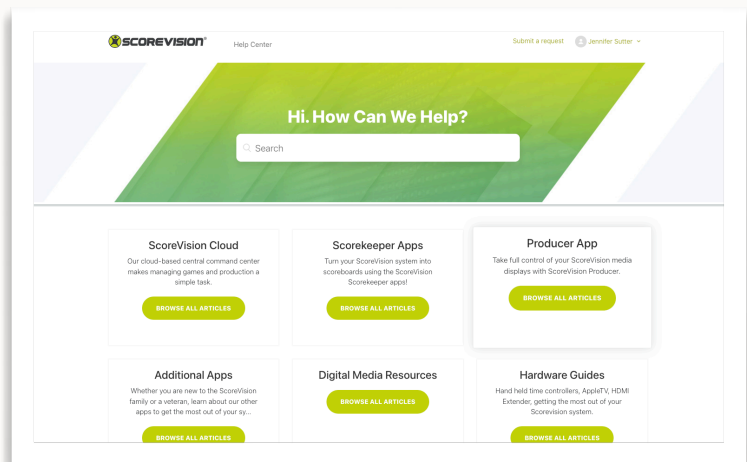 SCOREVISION®
Help Center
Submit a request
Jennifer Sutter
Hi. How Can We Help?
Search
ScoreVision Cloud
Our cloud-based central command center
makes managing games and production a
simple task.
BROWSE ALL ARTICLES
Scorekeeper Apps
Turn your ScoreVision system into
scoreboards using the ScoreVision
Scorekeeper apps!
BROWSE ALL ARTICLES
Producer App
Take full control of your ScoreVision media
displays with ScoreVision Producer.
BROWSE ALL ARTICLES
Additional Apps
Whether you are new to the ScoreVision
family or a veteran, learn about our other
apps to get the most out of your sy...
BROWSE ALL ARTICLES
Digital Media Resources
BROWSE ALL ARTICLES
Hardware Guides
Hand held time controllers, AppleTV, HDMI
Extender, getting the most out of your
Scorevision system.
BROWSE ALL ARTICLES